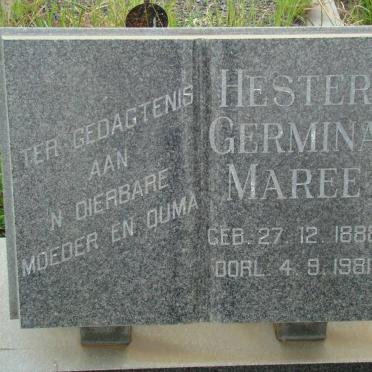 TER GEDAGTENIS
AAN
'N DIERBARE
MOEDER EN OUMA
HESTER
GERMINA
MAREE
GEB. 27. 12. 1888
OORL. 4. 9. 1981